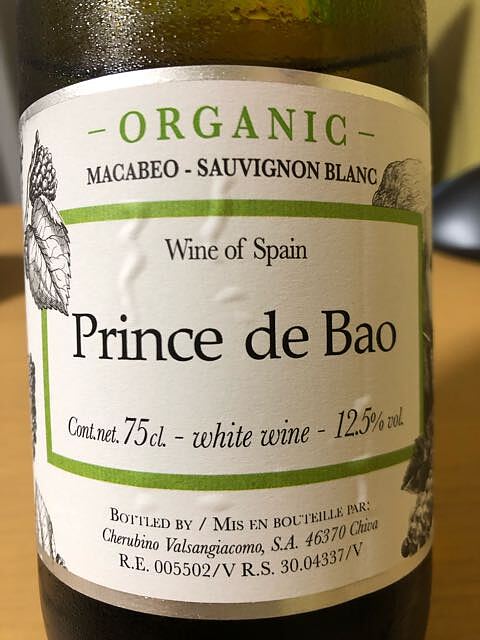 - ORGANIC -
MACABEO - SAUVIGNON BLANC
Wine of Spain
Prince de Bao
Cont.net. 75cl. - white wine - 12.5% vol.
BOTTLED BY / MIS EN BOUTEILLE PAR:
Cherubino Valsangiacomo, S.A. 46370 Chiva
R.E. 005502/V R.S. 30.04337/V